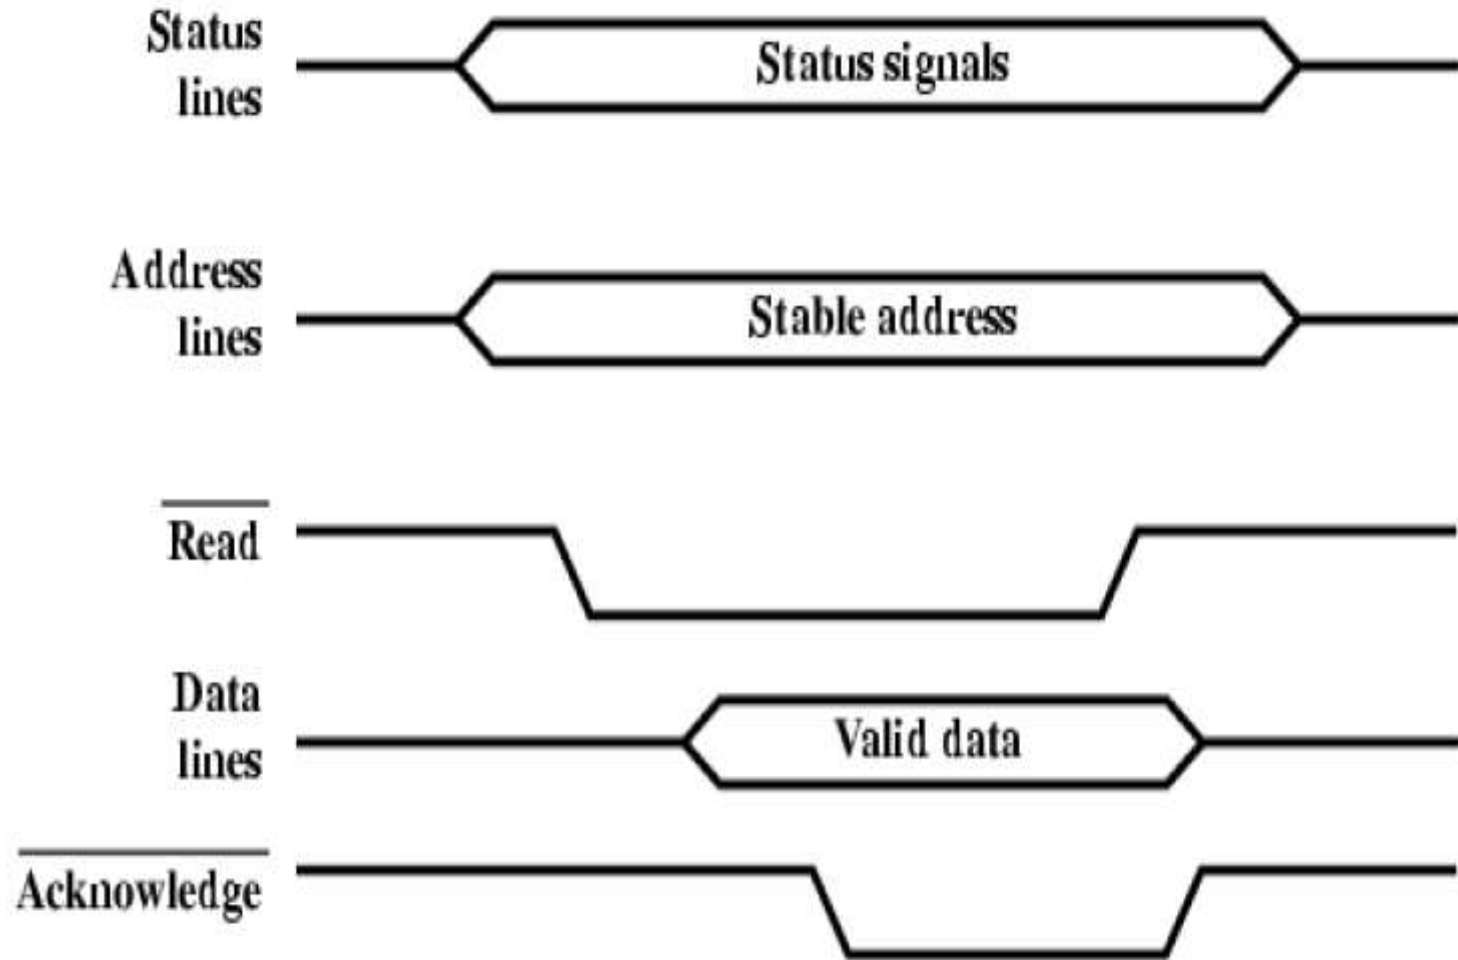 Status
lines
Status signals
Address
lines
Stable address
Read
Data
lines
Valid data
Acknowledge